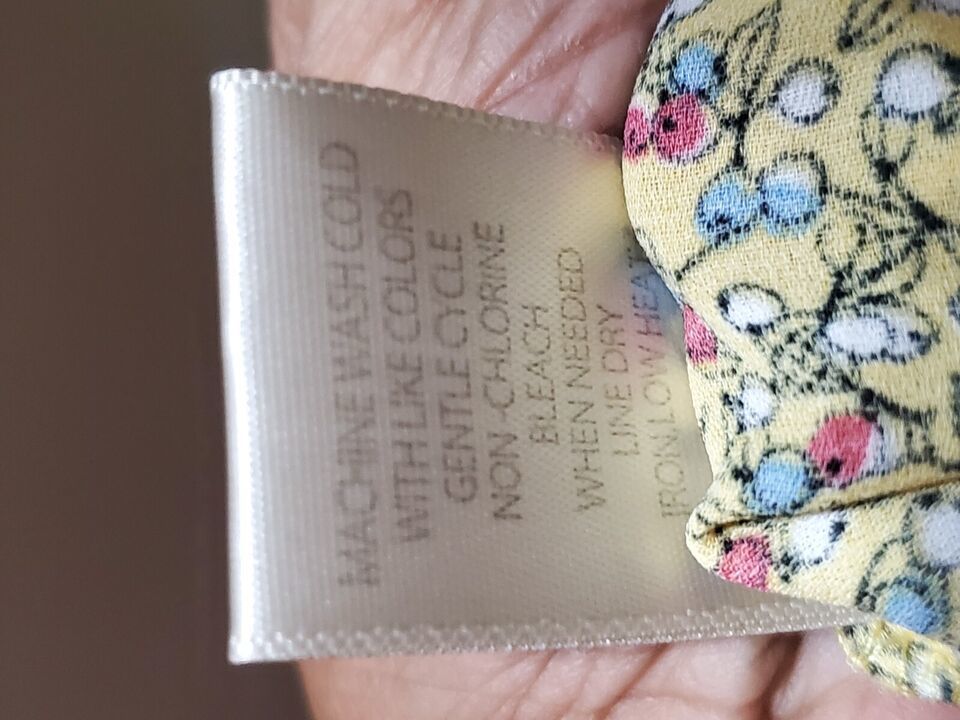 MACHINE WASH COLD
WITH LIKE COLORS
GENTLE CYCLE
NON-CHLORINE
BLEACH
WHEN NEEDED
LINE DRY
IRON LOW HEAT